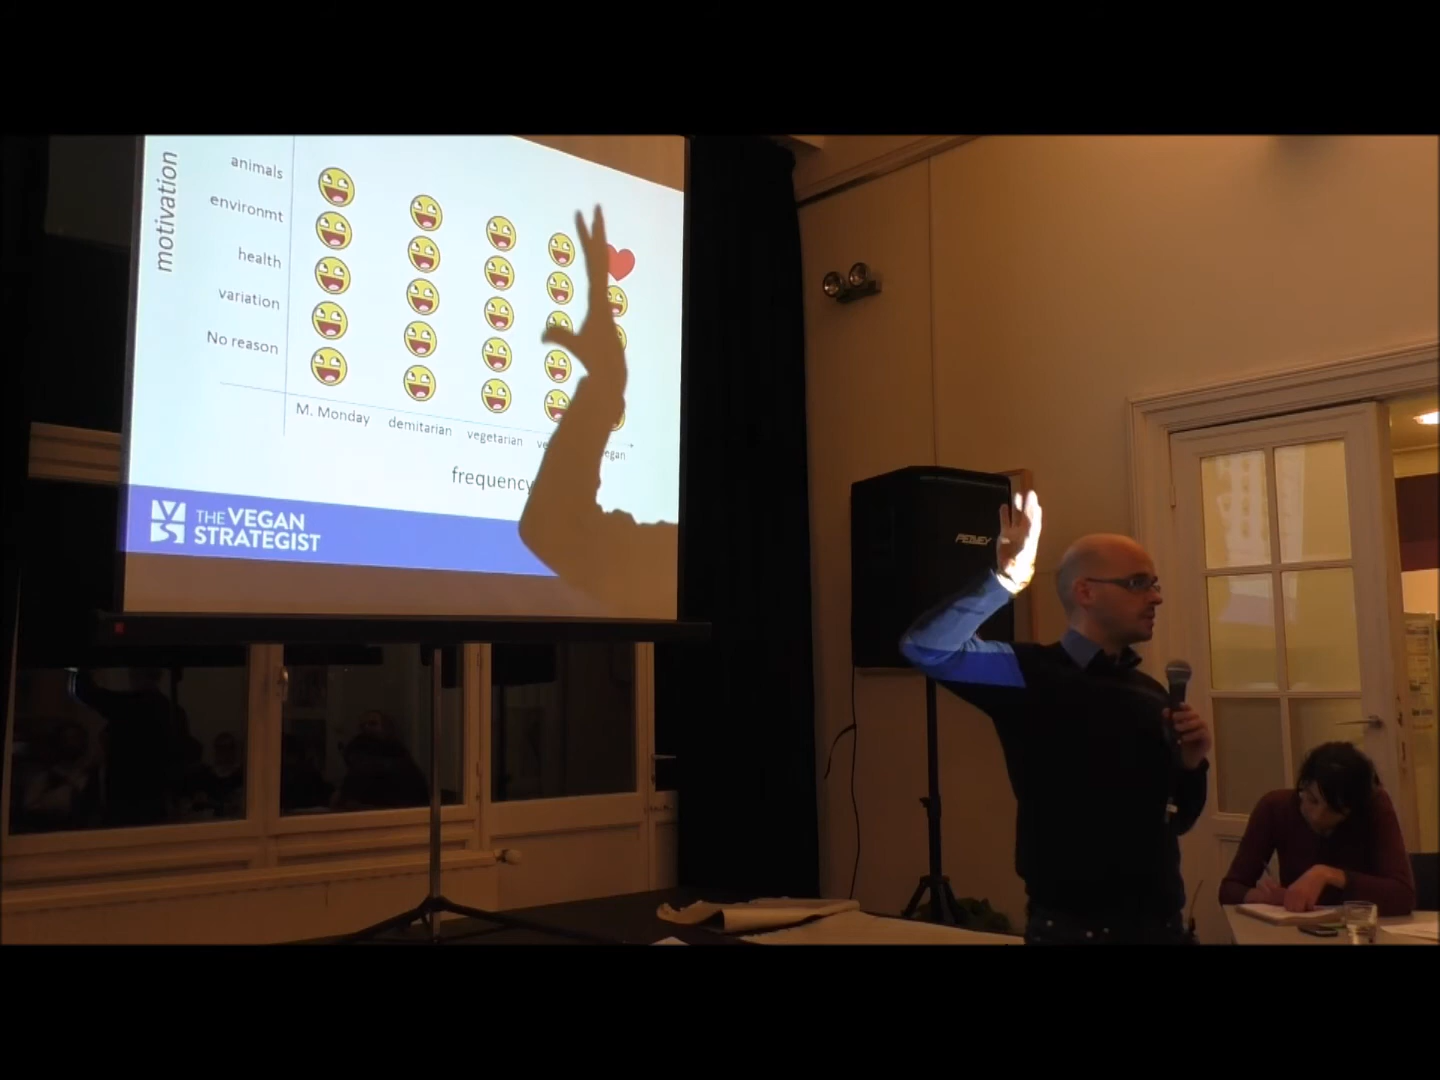 motivation
animals
environmt
health
variation
No reason
M. Monday
demitarian
vegetarian
frequency
THE VEGAN
STRATEGIST
PEAVEY